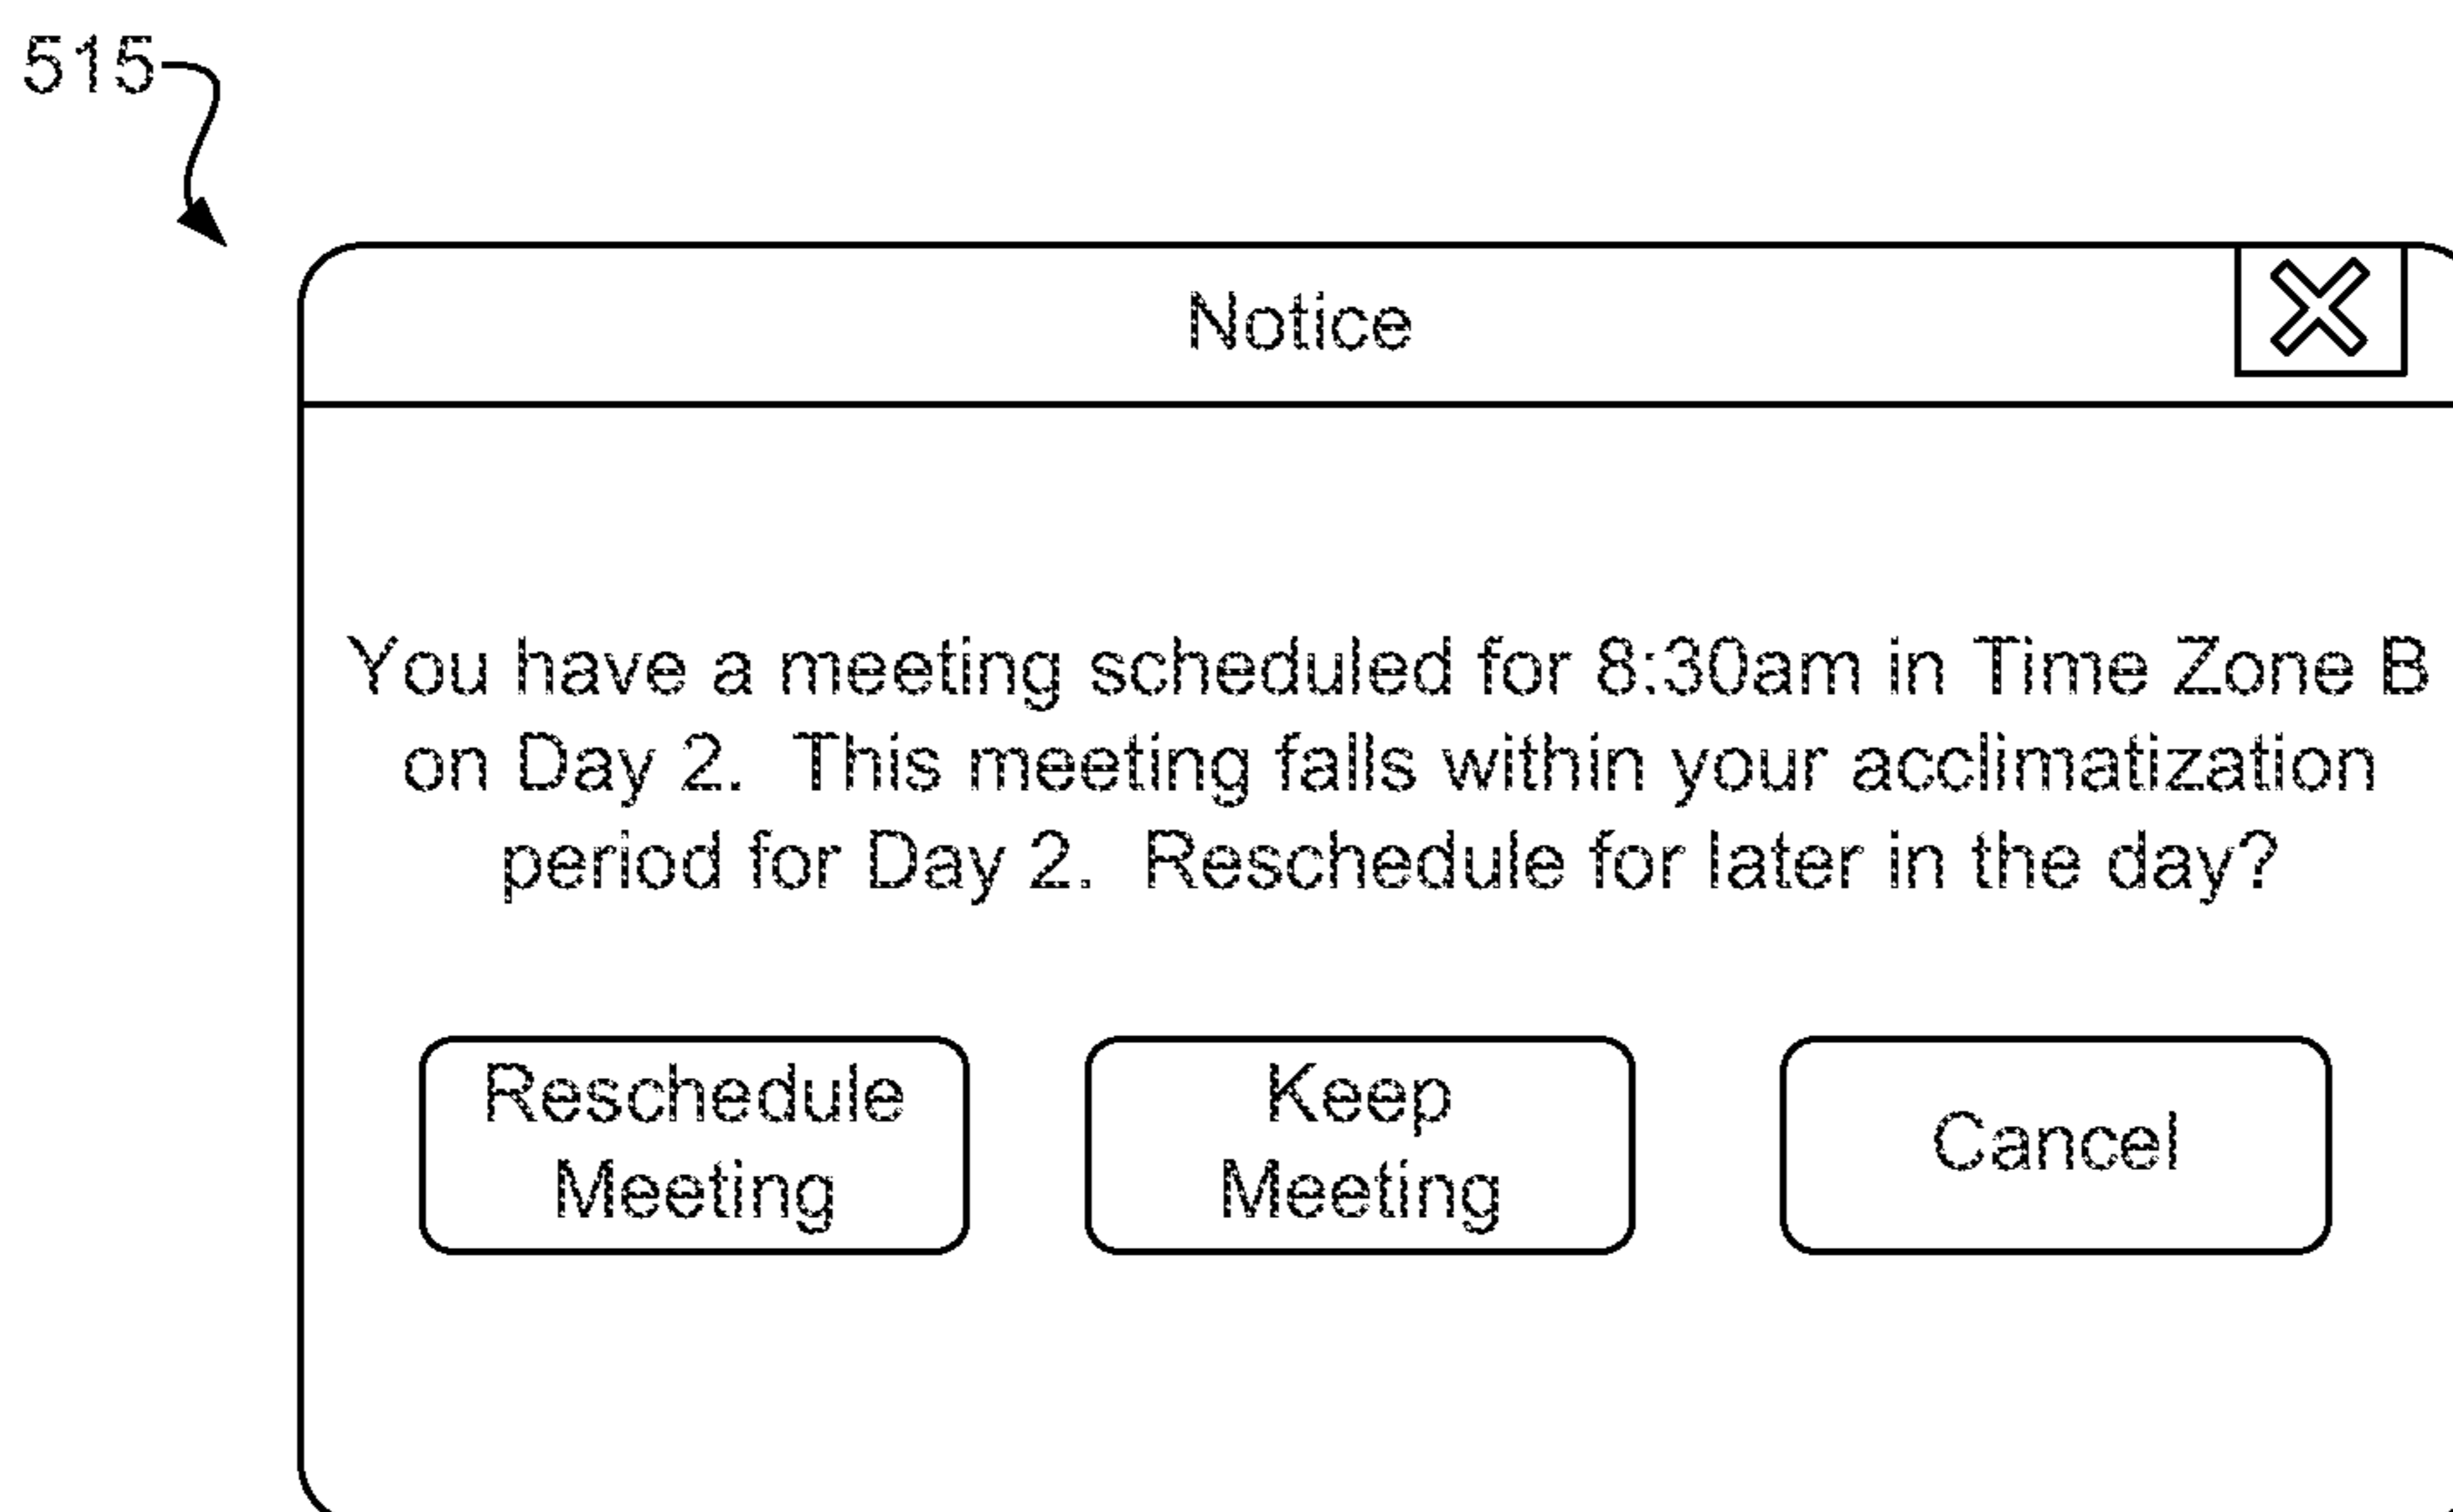 515
Notice
You have a meeting scheduled for 8:30am in Time Zone B
on Day 2.  This meeting falls within your acclimatization
period for Day 2.  Reschedule for later in the day?
Reschedule
Meeting
Keep
Meeting
Cancel